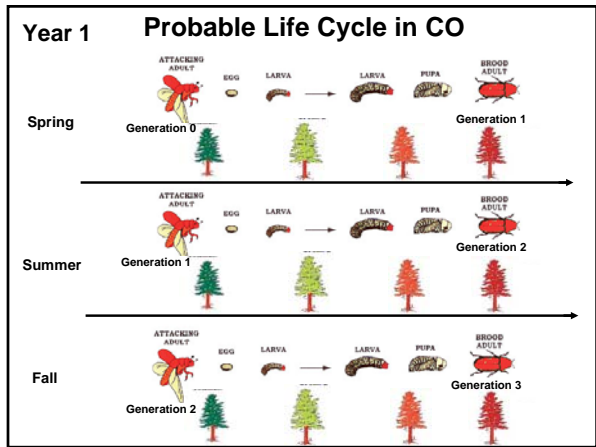 Year 1
Probable Life Cycle in CO
ATTACKING
ADULT
EGG
LARVA
LARVA
PUPA
BROOD
ADULT
Spring
Generation 0
Generation 1
ATTACKING
ADULT
EGG
LARVA
LARVA
PUPA
BROOD
ADULT
Summer
Generation 1
Generation 2
ATTACKING
ADULT
EGG
LARVA
LARVA
PUPA
BROOD
ADULT
Fall
Generation 2
Generation 3